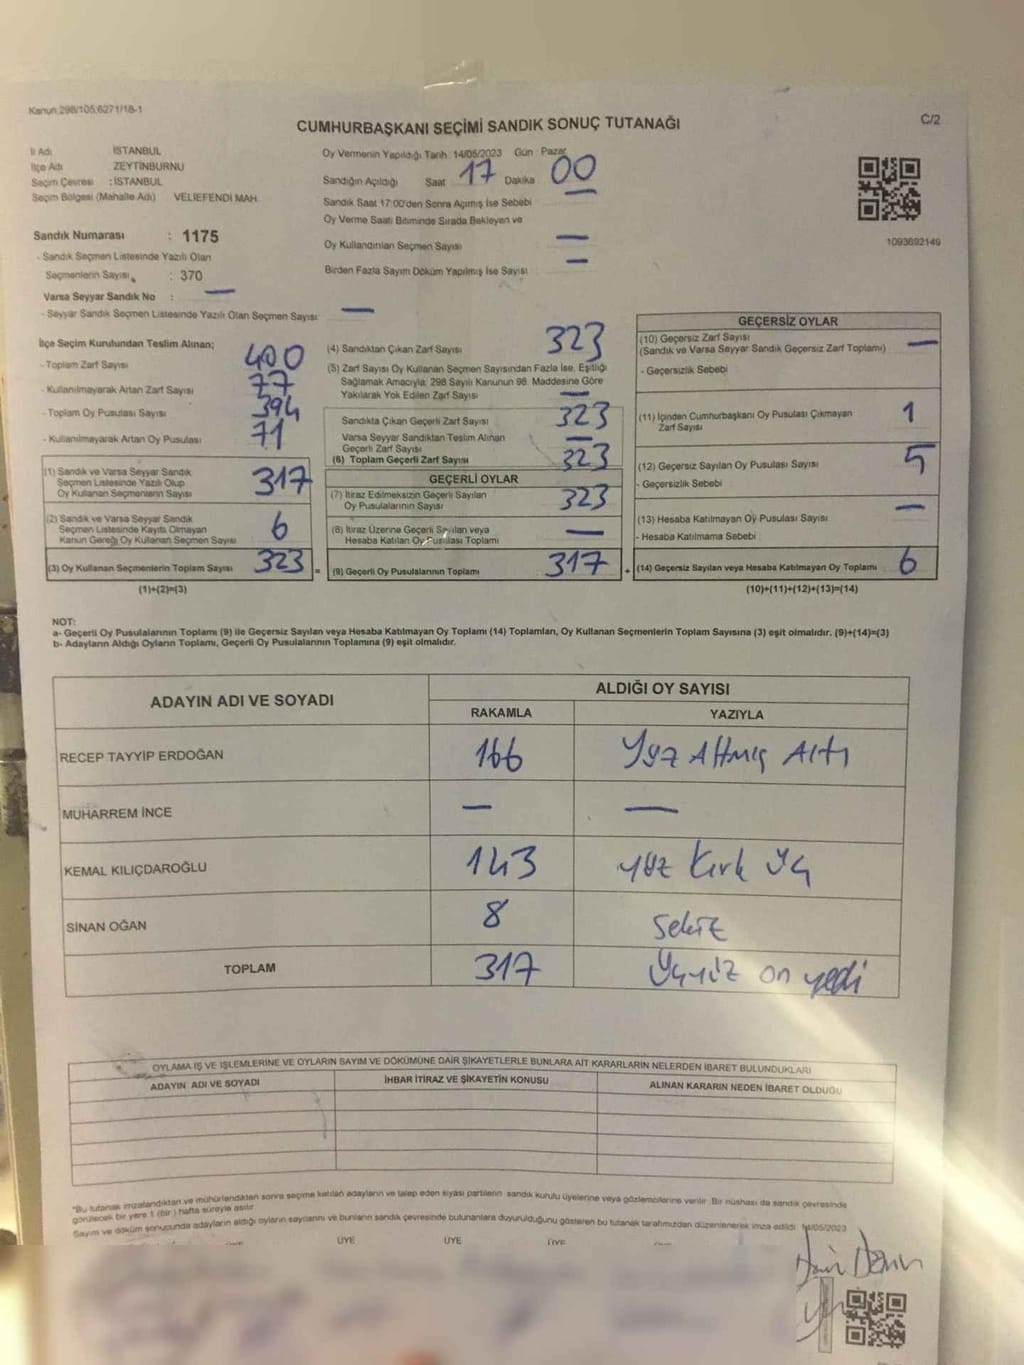 Kanun:298/105;6271/18-1
C/2
CUMHURBAŞKANI SEÇİMİ SANDIK SONUÇ TUTANAĞI
İl Adı İSTANBUL
İlçe Adı ZEYTİNBURNU
Seçim Çevresi : İSTANBUL
Seçim Bölgesi (Mahalle Adı) VELİEFENDİ MAH.
Sandık Numarası : 1175
- Sandık Seçmen Listesinde Yazılı Olan
Seçmenlerin Sayısı : 370
Varsa Seyyar Sandık No : —
- Seyyar Sandık Seçmen Listesinde Yazılı Olan Seçmen Sayısı: —
Oy Vermenin Yapıldığı Tarih: 14/05/2023 Gün Pazar
Sandığın Açıldığı Saat 17 Dakika 00
Sandık Saat 17:00'den Sonra Açımış İse Sebebi —
Oy Verme Saati Bitiminde Sırada Bekleyen ve
Oy Kullandırılan Seçmen Sayısı —
Birden Fazla Sayım Döküm Yapılmış İse Sayısı —
1093692149
İlçe Seçim Kurulundan Teslim Alınan;
- Toplam Zarf Sayısı 400
- Kullanılmayarak Artan Zarf Sayısı 77
- Toplam Oy Pusulası Sayısı 394
- Kullanılmayarak Artan Oy Pusulası 71
(1) Sandık ve Varsa Seyyar Sandık
Seçmen Listesinde Yazılı Olup
Oy Kullanan Seçmenlerin Sayısı 317
(2) Sandık ve Varsa Seyyar Sandık
Seçmen Listesinde Kayıtlı Olmayan
Kanun Gereği Oy Kullanan Seçmen Sayısı 6
(3) Oy Kullanan Seçmenlerin Toplam Sayısı 323 =
(1)+(2)=(3)
(4) Sandıktan Çıkan Zarf Sayısı 323
(5) Zarf Sayısı Oy Kullanan Seçmen Sayısından Fazla İse, Eşitliği
Sağlamak Amacıyla; 298 Sayılı Kanunun 98. Maddesine Göre
Yakılarak Yok Edilen Zarf Sayısı —
Sandıkta Çıkan Geçerli Zarf Sayısı 323
Varsa Seyyar Sandıktan Teslim Alınan
Geçerli Zarf Sayısı —
(6) Toplam Geçerli Zarf Sayısı 323
GEÇERLİ OYLAR
(7) İtiraz Edilmeksizin Geçerli Sayılan
Oy Pusulalarının Sayısı 323
(8) İtiraz Üzerine Geçerli Sayılan veya
Hesaba Katılan Oy Pusulası Toplamı —
(9) Geçerli Oy Pusulalarının Toplamı 317 +
GEÇERSİZ OYLAR
(10) Geçersiz Zarf Sayısı
(Sandık ve Varsa Seyyar Sandık Geçersiz Zarf Toplamı) —
- Geçersizlik Sebebi
(11) İçinden Cumhurbaşkanı Oy Pusulası Çıkmayan
Zarf Sayısı 1
(12) Geçersiz Sayılan Oy Pusulası Sayısı 5
- Geçersizlik Sebebi
(13) Hesaba Katılmayan Oy Pusulası Sayısı —
- Hesaba Katılmama Sebebi
(14) Geçersiz Sayılan veya Hesaba Katılmayan Oy Toplamı 6
(10)+(11)+(12)+(13)=(14)
NOT:
a- Geçerli Oy Pusulalarının Toplamı (9) ile Geçersiz Sayılan veya Hesaba Katılmayan Oy Toplamı (14) Toplamları, Oy Kullanan Seçmenlerin Toplam Sayısına (3) eşit olmalıdır. (9)+(14)=(3)
b- Adayların Aldığı Oyların Toplamı, Geçerli Oy Pusulalarının Toplamına (9) eşit olmalıdır.
ADAYIN ADI VE SOYADI ALDIĞI OY SAYISI
RAKAMLA YAZIYLA
RECEP TAYYİP ERDOĞAN 166 Yüz Altmış Altı
MUHARREM İNCE — —
KEMAL KILIÇDAROĞLU 143 yüz Kırk üç
SİNAN OĞAN 8 Sekiz
TOPLAM 317 üçyüz on yedi
OYLAMA İŞ VE İŞLEMLERİNE VE OYLARIN SAYIM VE DÖKÜMÜNE DAİR ŞİKAYETLERLE BUNLARA AİT KARARLARIN NELERDEN İBARET BULUNDUKLARI
ADAYIN ADI VE SOYADI İHBAR İTİRAZ VE ŞİKAYETİN KONUSU ALINAN KARARIN NEDEN İBARET OLDUĞU
*Bu tutanak imzalandıktan ve mühürlendikten sonra seçime katılan adayların ve talep eden siyasi partilerin sandık kurulu üyelerine veya gözlemcilerine verilir. Bir nüshası da sandık çevresinde
görülecek bir yere 1 (bir) hafta süreyle asılır.
Sayım ve döküm sonucunda adayların aldığı oyların sayılarını ve bunların sandık çevresinde bulunanlara duyurulduğunu gösteren bu tutanak tarafımızdan düzenlenerek imza edildi. 14/05/2023
ÜYE ÜYE ÜYE ÜYE